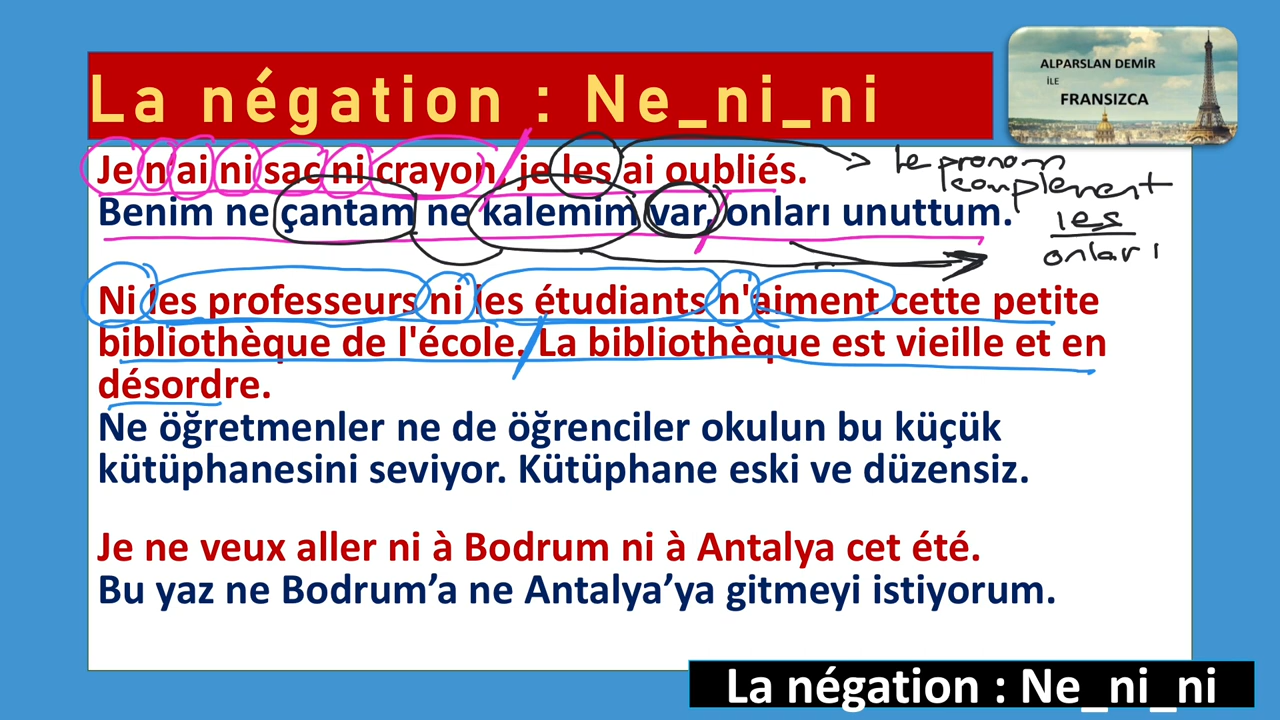 ALPARSLAN DEMİR
İLE
FRANSIZCA
La négation : Ne_ni_ni
Je n'ai ni sac ni crayon, je les ai oubliés.
Benim ne çantam ne kalemim var, onları unuttum.
le pronom
complément
les
onları
Ni les professeurs ni les étudiants n'aiment cette petite
bibliothèque de l'école. La bibliothèque est vieille et en
désordre.
Ne öğretmenler ne de öğrenciler okulun bu küçük
kütüphanesini seviyor. Kütüphane eski ve düzensiz.
Je ne veux aller ni à Bodrum ni à Antalya cet été.
Bu yaz ne Bodrum’a ne Antalya’ya gitmeyi istiyorum.
La négation : Ne_ni_ni